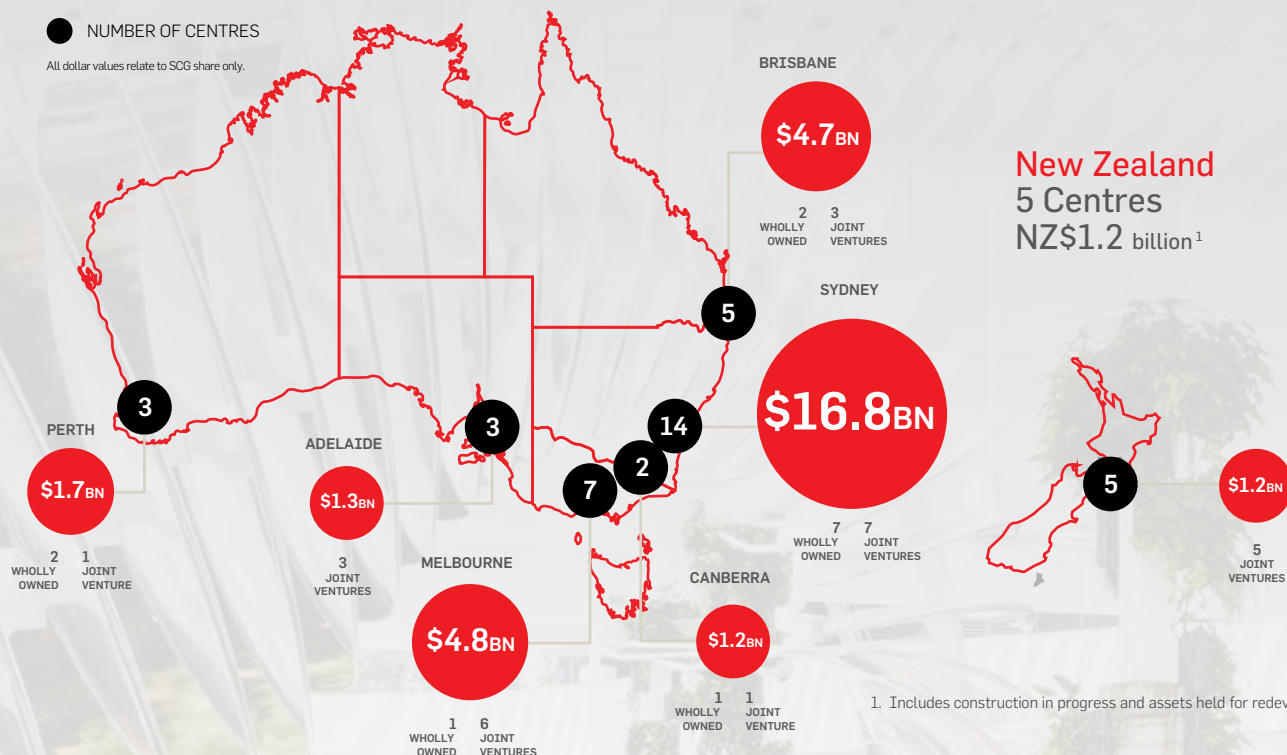 NUMBER OF CENTRES
All dollar values relate to SCG share only.
BRISBANE
$4.7BN
2 3
WHOLLY JOINT
OWNED VENTURES
New Zealand
5 Centres
NZ$1.2 billion 1
SYDNEY
5
$16.8BN
7 7
WHOLLY JOINT
OWNED VENTURES
3
PERTH
$1.7BN
2 1
WHOLLY JOINT
OWNED VENTURE
3
ADELAIDE
$1.3BN
3
JOINT
VENTURES
14
2
7
MELBOURNE
$4.8BN
1 6
WHOLLY JOINT
OWNED VENTURES
CANBERRA
$1.2BN
1 1
WHOLLY JOINT
OWNED VENTURE
5
$1.2BN
5
JOINT
VENTURES
1. Includes construction in progress and assets held for redev